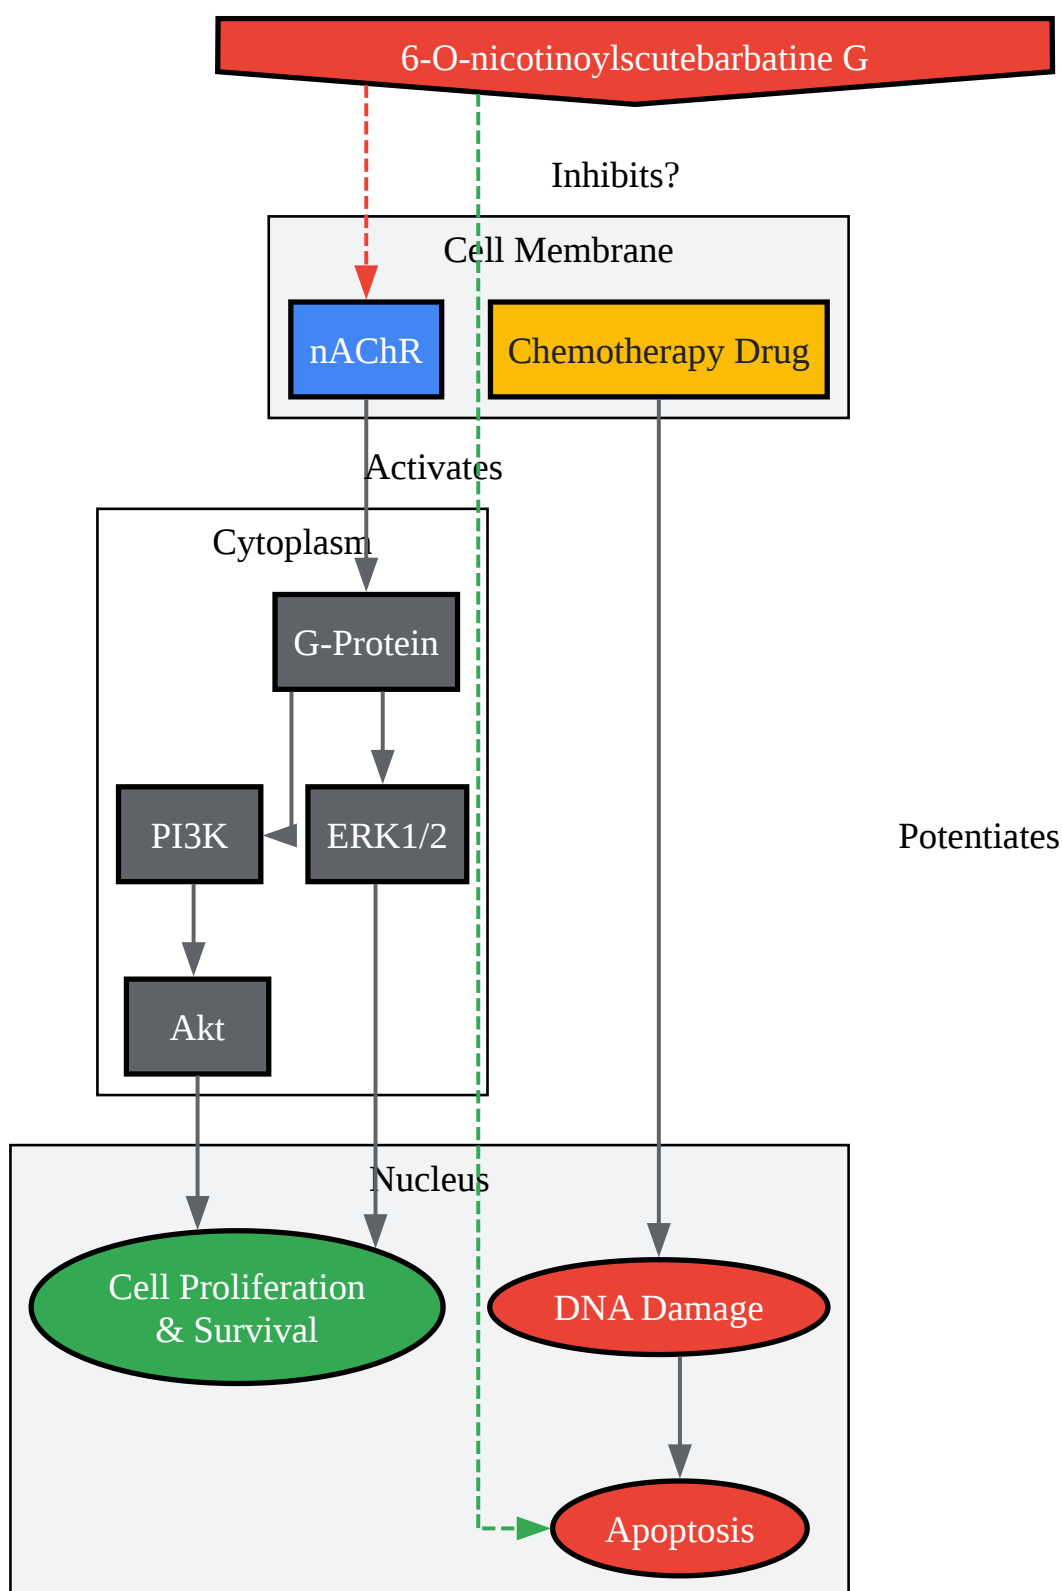 6-O-nicotinoylscutebarbatine G
Inhibits?
Cell Membrane
nAChR
Chemotherapy Drug
Activates
Cytoplasm
G-Protein
PI3K
ERK1/2
Potentiates
Akt
Nucleus
Cell Proliferation
& Survival
DNA Damage
Apoptosis